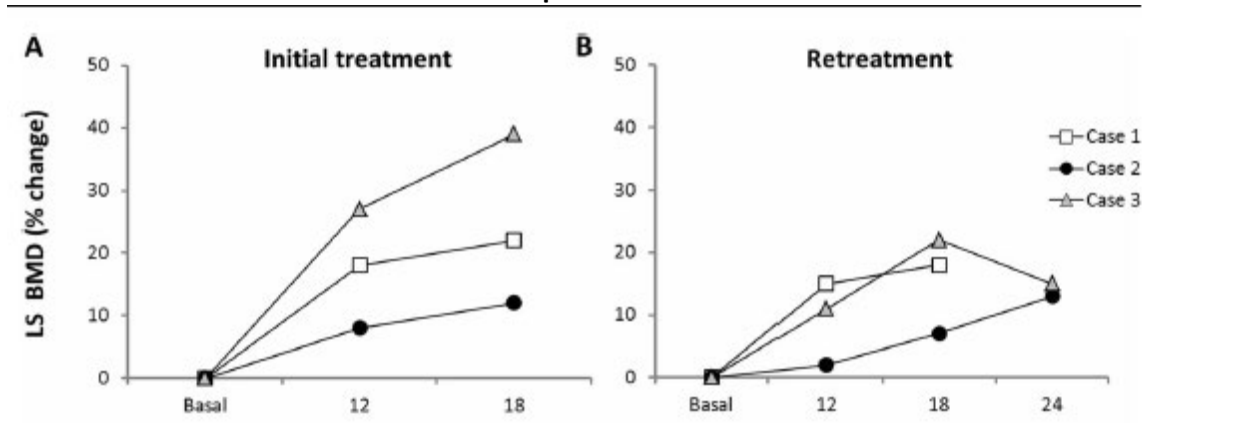 A
Initial treatment
LS BMD (% change)
50
40
30
20
10
0
Basal 12 18
B
Retreatment
50
40
30
20
10
0
Basal 12 18 24
Case 1
Case 2
Case 3